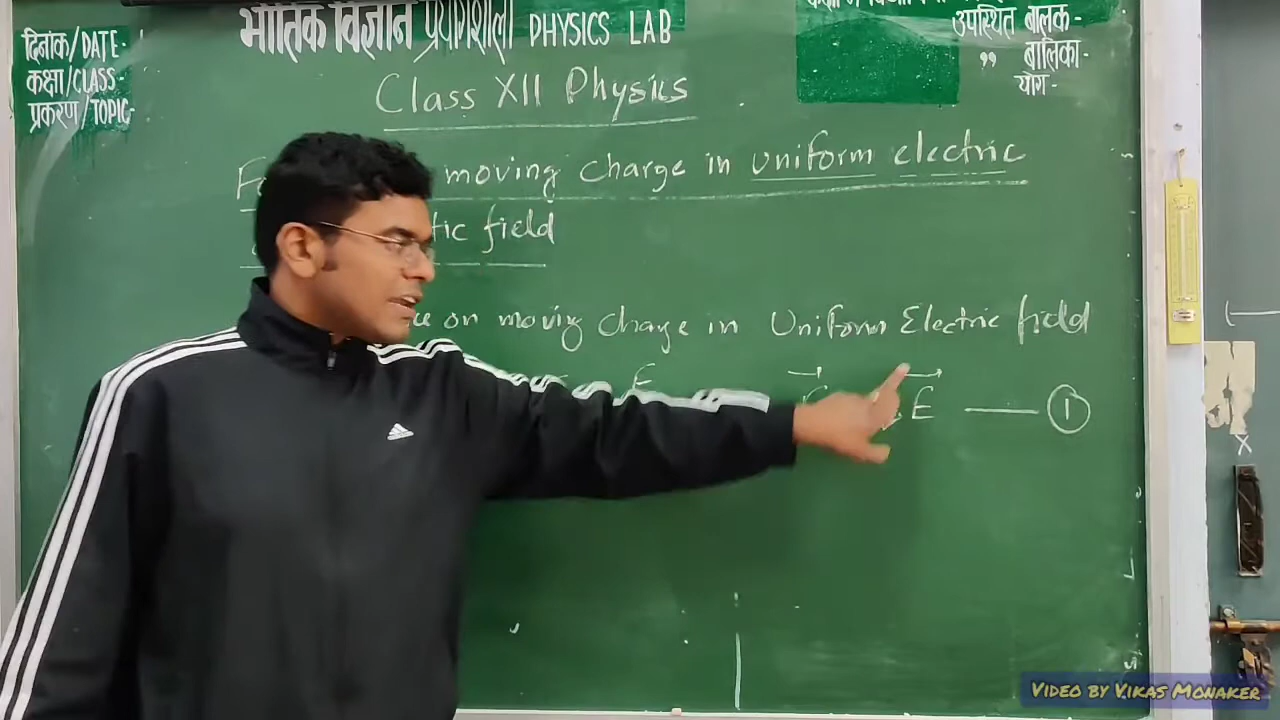 दिनांक/DATE-
कक्षा/CLASS-
प्रकरण/TOPIC-
भौतिक विज्ञान प्रयोगशाला PHYSICS LAB
उपस्थित बालक-
,, बालिका-
योग-
Class XII Physics
moving charge in uniform electric
tic field
on moving charge in Uniform Electric field
E ① 
VIDEO BY VIKAS MONAKER